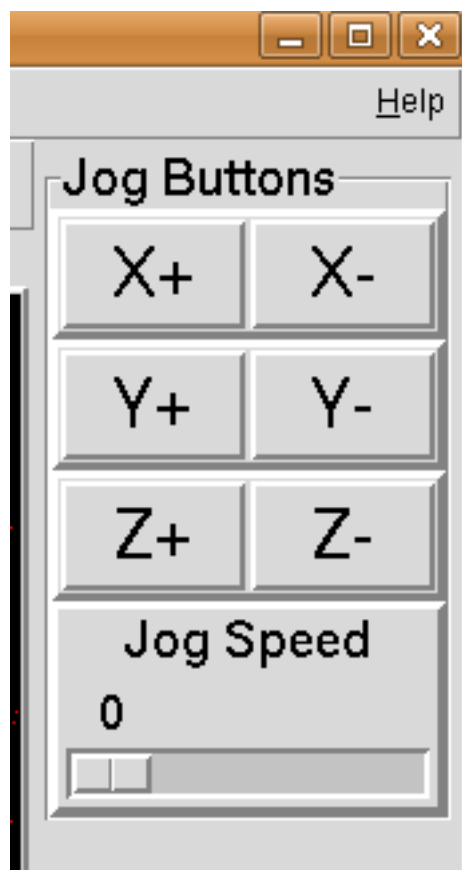 Help
Jog Buttons
X+ X-
Y+ Y-
Z+ Z-
Jog Speed
0